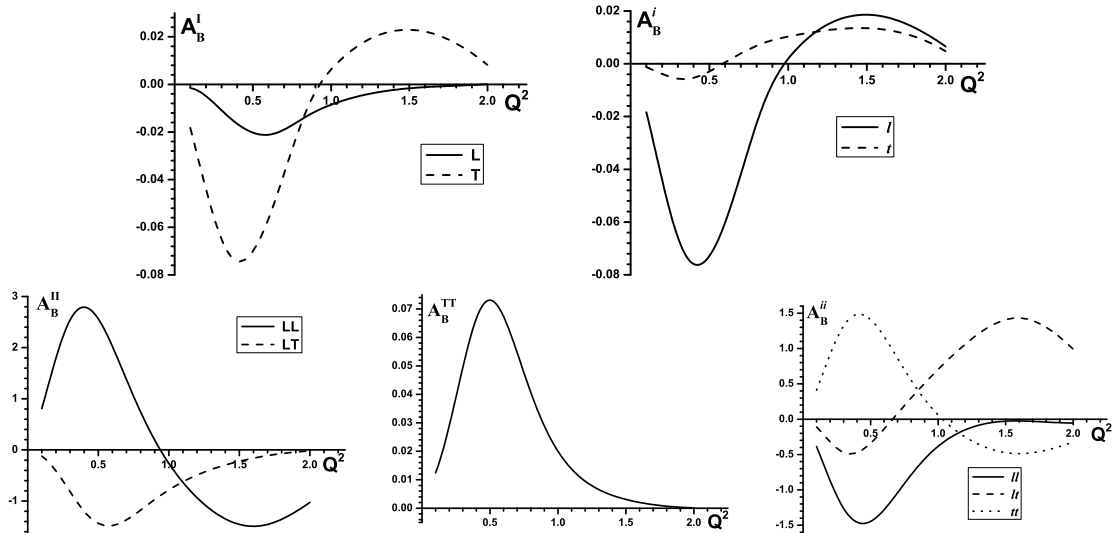 A_B^I
0.02
0.00
-0.02
-0.04
-0.06
-0.08
0.5 1.0 1.5 2.0
Q^2
L
T
A_B^i
0.02
0.00
-0.02
-0.04
-0.06
-0.08
0.5 1.0 1.5 2.0
Q^2
l
t
A_B^II
3
2
1
0
-1
0.5 1.0 1.5 2.0
Q^2
LL
LT
A_B^TT
0.07
0.06
0.05
0.04
0.03
0.02
0.01
0.00
0.5 1.0 1.5 2.0
Q^2
A_B^ii
1.5
1.0
0.5
0.0
-0.5
-1.0
-1.5
0.5 1.0 1.5 2.0
Q^2
ll
lt
tt